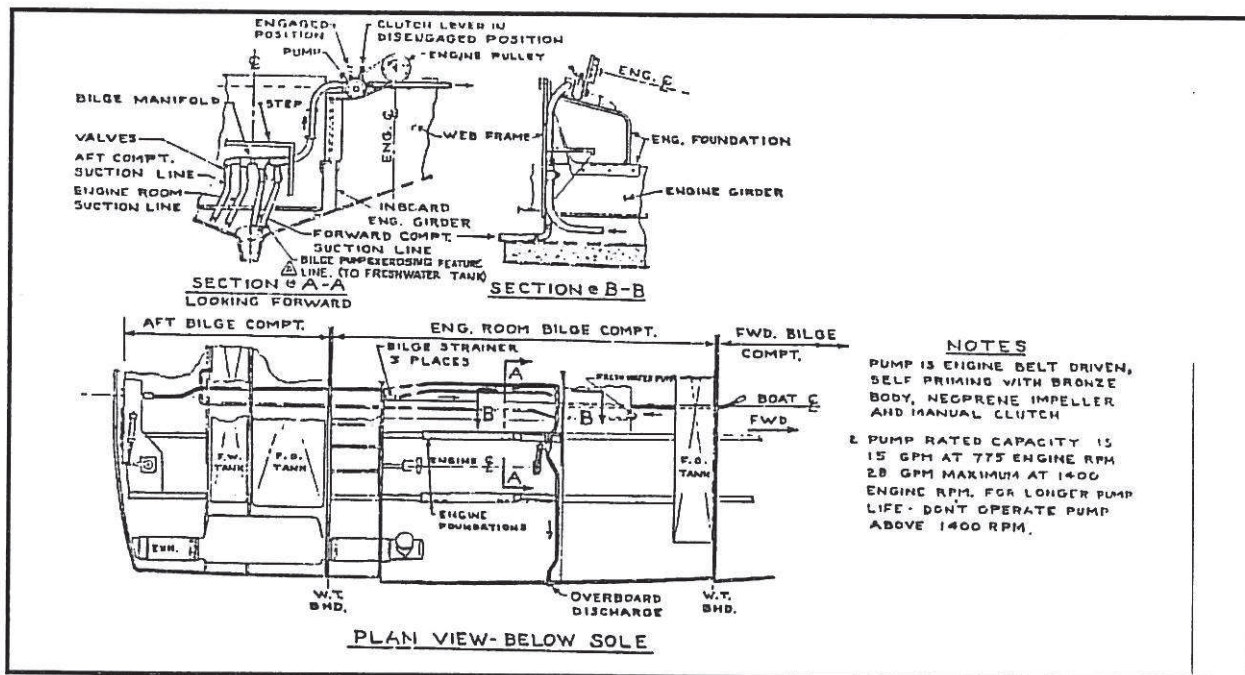 ENGAGED
POSITION
CLUTCH LEVER IN
DISENGAGED POSITION
PUMP
ENGINE PULLEY
℄
ENG. ℄
BILGE MANIFOLD
STEP
VALVES
AFT COMPT.
SUCTION LINE
ENGINE ROOM
SUCTION LINE
ENG. ℄
WEB FRAME
ENG. FOUNDATION
ENGINE GIRDER
INBOARD
ENG. GIRDER
FORWARD COMPT.
SUCTION LINE
BILGE PUMP EXEROSING FEATURE
LINE. (TO FRESHWATER TANK)
SECTION @ A-A
LOOKING FORWARD
SECTION @ B-B
AFT BILGE COMPT.
ENG. ROOM BILGE COMPT.
FWD. BILGE
COMPT.
BILGE STRAINER
3 PLACES
A
FRESH WATER PUMP
B
B
BOAT ℄
FWD
F.W.
TANK
F.O.
TANK
ENGINE ℄
A
F.O.
TANK
ENGINE
FOUNDATIONS
EXH.
W.T.
BHD.
OVERBOARD
DISCHARGE
W.T.
BHD.
PLAN VIEW-BELOW SOLE
NOTES
PUMP IS ENGINE BELT DRIVEN,
SELF PRIMING WITH BRONZE
BODY, NEOPRENE IMPELLER
AND MANUAL CLUTCH
2 PUMP RATED CAPACITY IS
15 GPM AT 775 ENGINE RPM
28 GPM MAXIMUM AT 1400
ENGINE RPM. FOR LONGER PUMP
LIFE - DON'T OPERATE PUMP
ABOVE 1400 RPM.